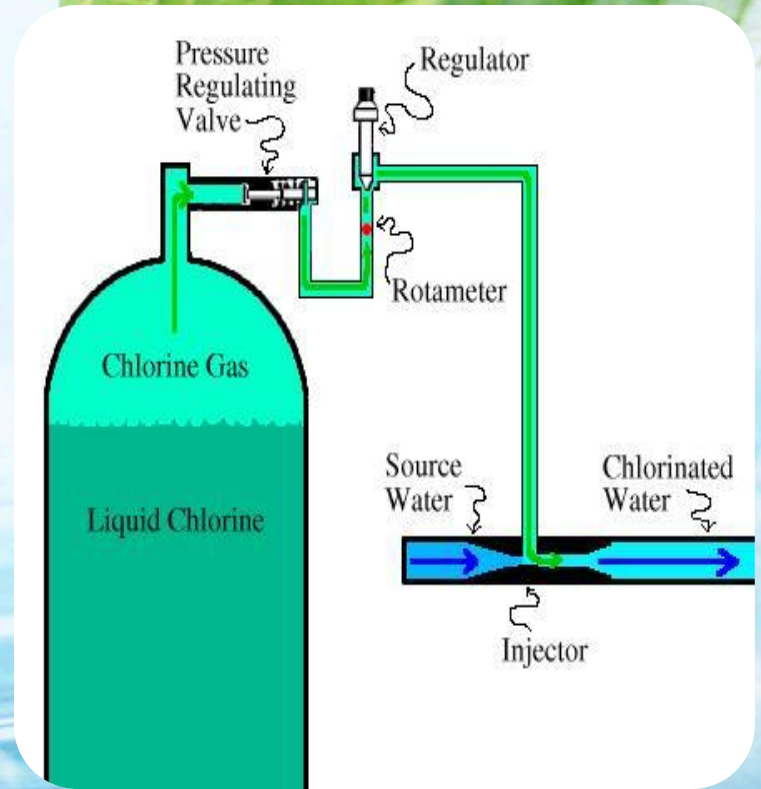 Pressure
Regulating
Valve
Regulator
Rotameter
Chlorine Gas
Liquid Chlorine
Source
Water
Chlorinated
Water
Injector